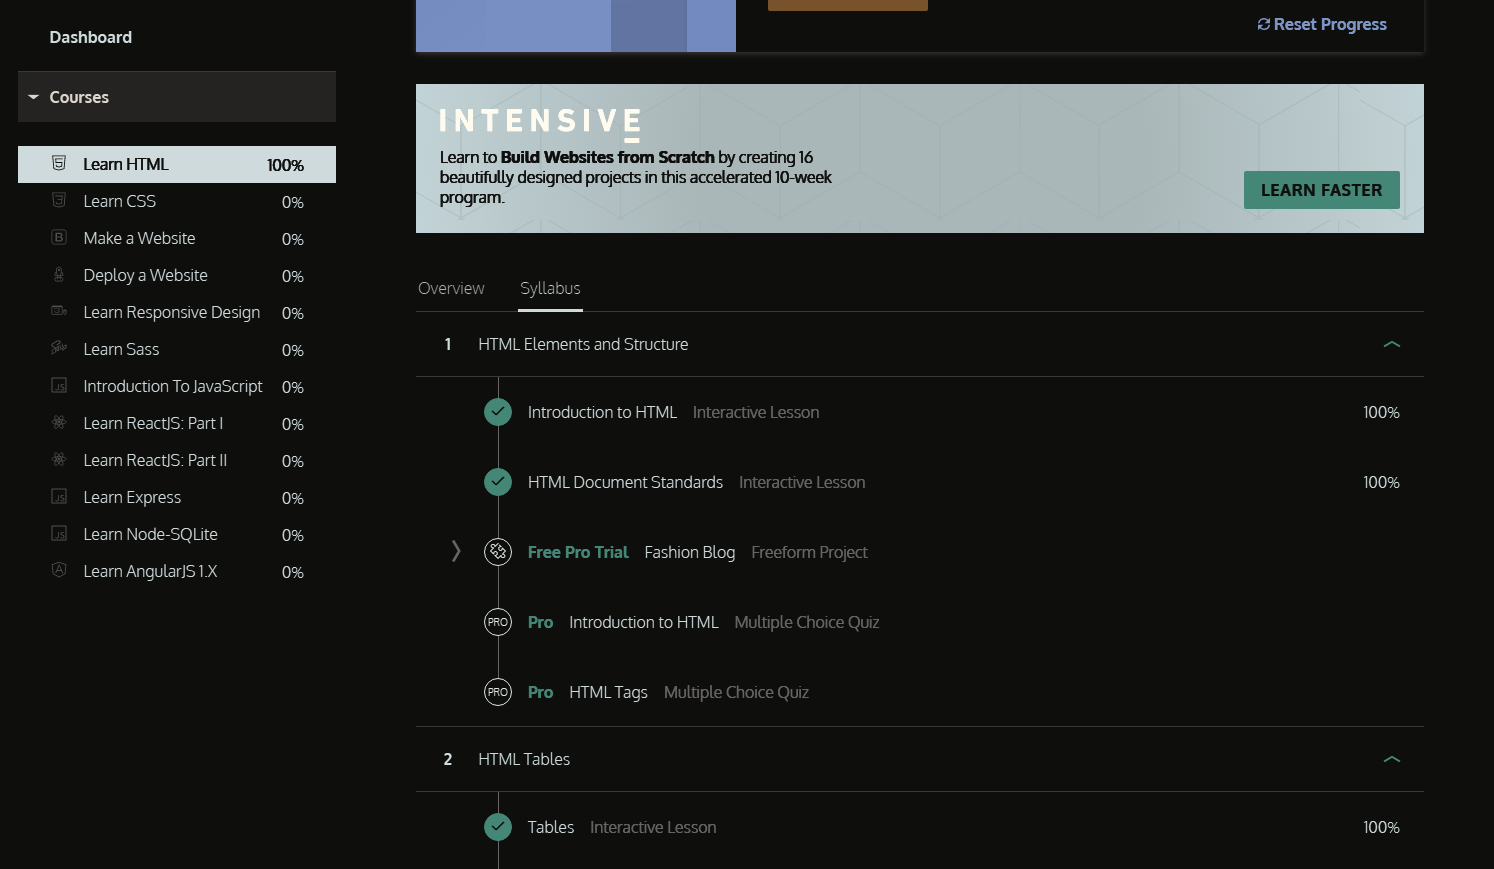 Dashboard
Courses
Learn HTML 100%
Learn CSS 0%
Make a Website 0%
Deploy a Website 0%
Learn Responsive Design 0%
Learn Sass 0%
Introduction To JavaScript 0%
Learn ReactJS: Part I 0%
Learn ReactJS: Part II 0%
Learn Express 0%
Learn Node-SQLite 0%
Learn AngularJS 1.X 0%
Reset Progress
INTENSIVE
Learn to Build Websites from Scratch by creating 16
beautifully designed projects in this accelerated 10-week
program.
LEARN FASTER
Overview Syllabus
1 HTML Elements and Structure
Introduction to HTML Interactive Lesson 100%
HTML Document Standards Interactive Lesson 100%
Free Pro Trial Fashion Blog Freeform Project
PRO Pro Introduction to HTML Multiple Choice Quiz
PRO Pro HTML Tags Multiple Choice Quiz
2 HTML Tables
Tables Interactive Lesson 100%